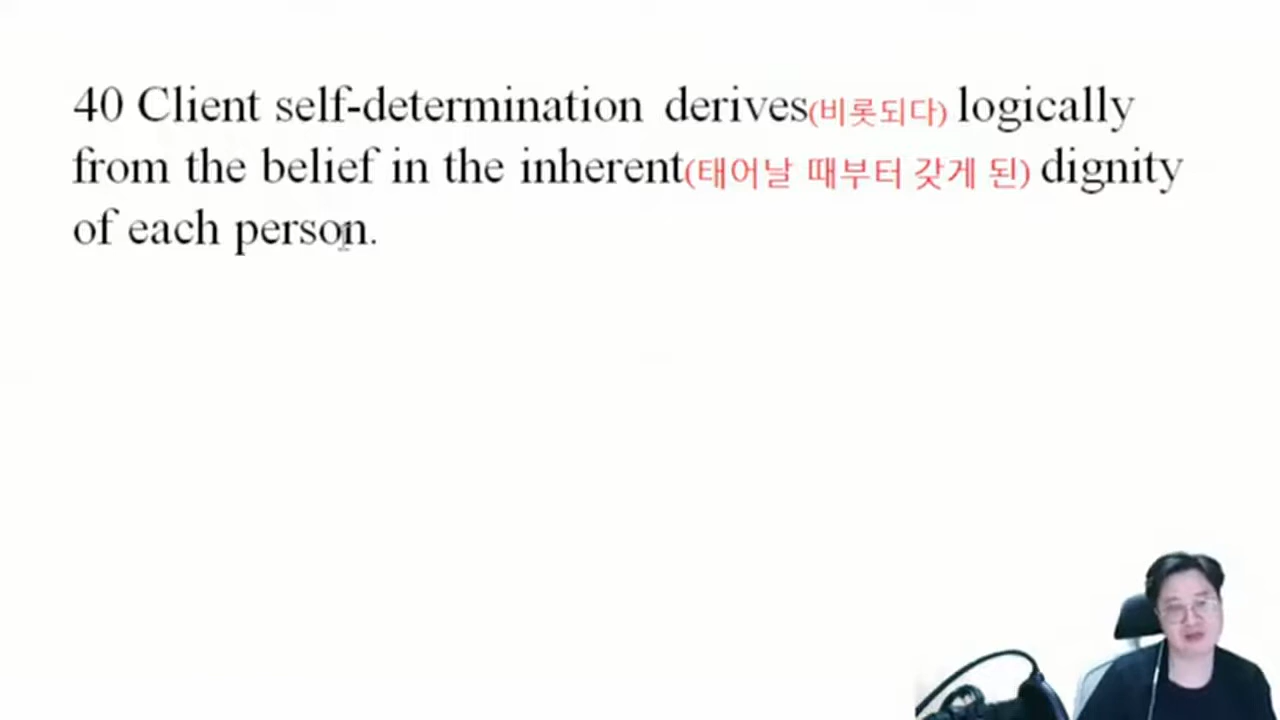 40 Client self-determination derives(비롯되다) logically
from the belief in the inherent(태어날 때부터 갖게 된) dignity
of each person.